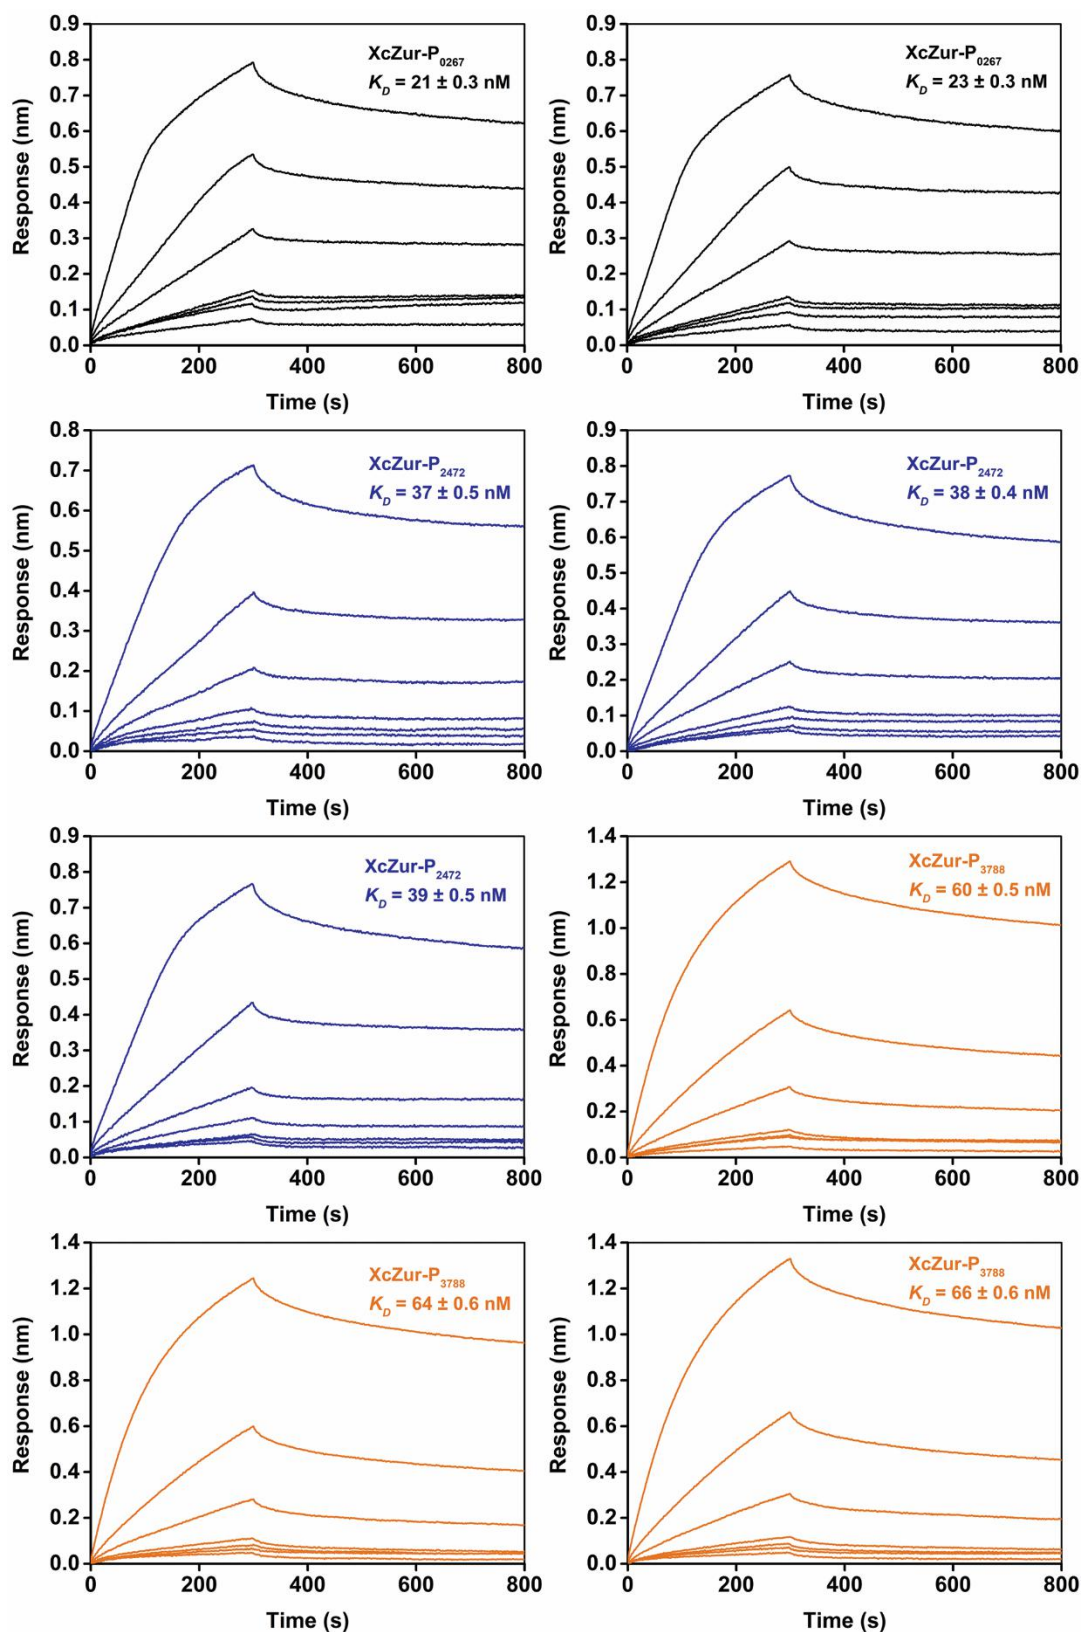 0.9
0.8
0.7
0.6
0.5
0.4
0.3
0.2
0.1
0.0
Response (nm)
XcZur-P0267
KD = 21 ± 0.3 nM
0 200 400 600 800
Time (s)
0.9
0.8
0.7
0.6
0.5
0.4
0.3
0.2
0.1
0.0
Response (nm)
XcZur-P0267
KD = 23 ± 0.3 nM
0 200 400 600 800
Time (s)
0.8
0.7
0.6
0.5
0.4
0.3
0.2
0.1
0.0
Response (nm)
XcZur-P2472
KD = 37 ± 0.5 nM
0 200 400 600 800
Time (s)
0.9
0.8
0.7
0.6
0.5
0.4
0.3
0.2
0.1
0.0
Response (nm)
XcZur-P2472
KD = 38 ± 0.4 nM
0 200 400 600 800
Time (s)
0.9
0.8
0.7
0.6
0.5
0.4
0.3
0.2
0.1
0.0
Response (nm)
XcZur-P2472
KD = 39 ± 0.5 nM
0 200 400 600 800
Time (s)
1.4
1.2
1.0
0.8
0.6
0.4
0.2
0.0
Response (nm)
XcZur-P3788
KD = 60 ± 0.5 nM
0 200 400 600 800
Time (s)
1.4
1.2
1.0
0.8
0.6
0.4
0.2
0.0
Response (nm)
XcZur-P3788
KD = 64 ± 0.6 nM
0 200 400 600 800
Time (s)
1.4
1.2
1.0
0.8
0.6
0.4
0.2
0.0
Response (nm)
XcZur-P3788
KD = 66 ± 0.6 nM
0 200 400 600 800
Time (s)